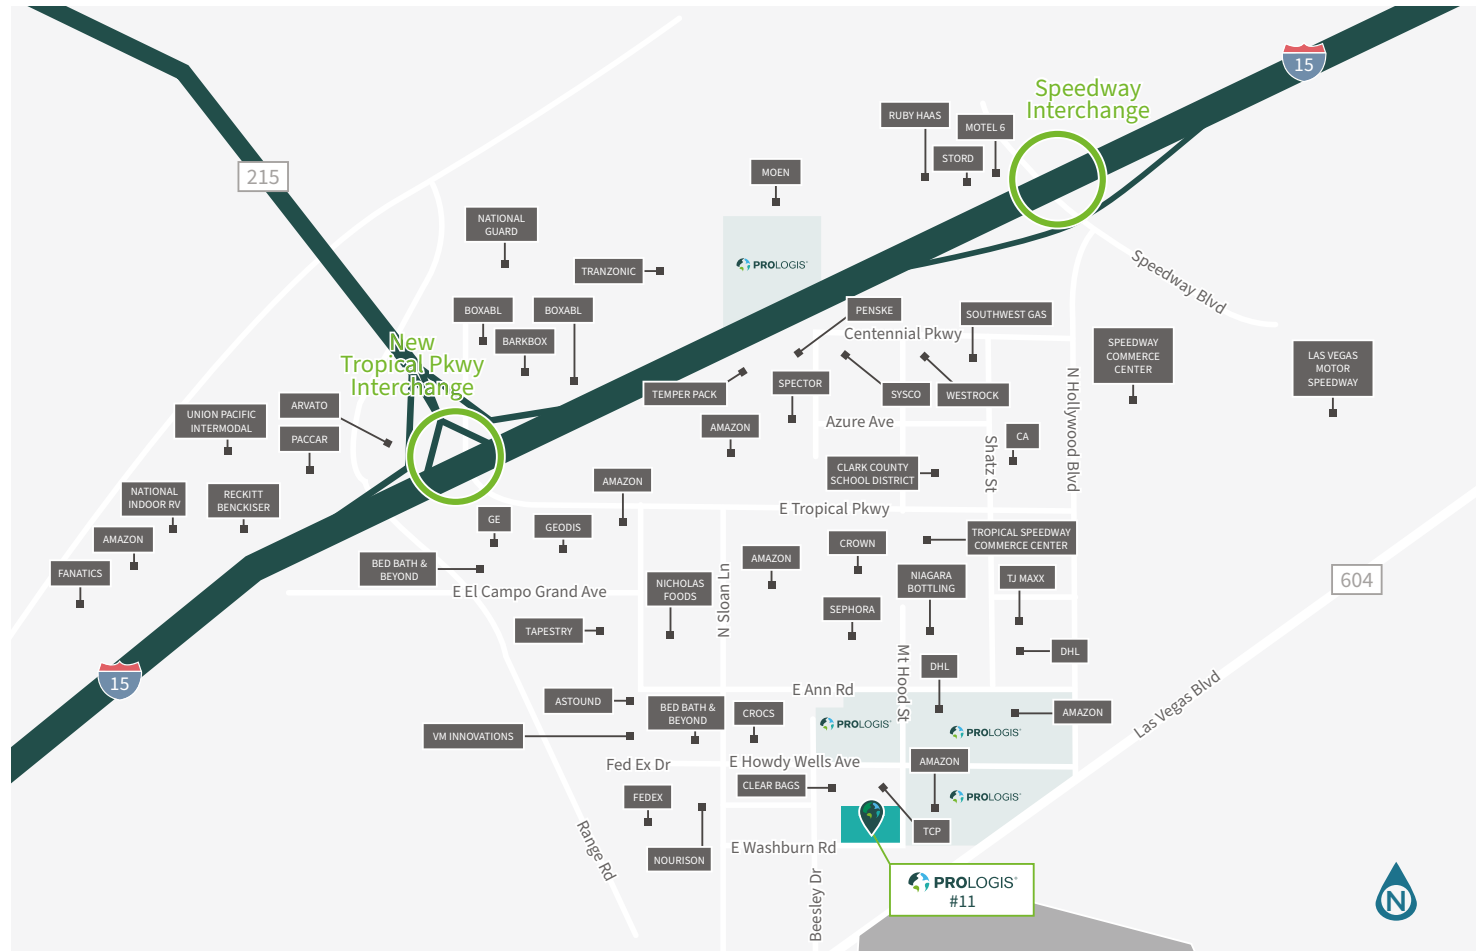 15
Speedway
Interchange
RUBY HAAS
MOTEL 6
STORD
MOEN
215
NATIONAL
GUARD
TRANZONIC
PROLOGIS®
Speedway Blvd
BOXABL
BOXABL
BARKBOX
PENSKE
SOUTHWEST GAS
Centennial Pkwy
New
Tropical Pkwy
Interchange
SPEEDWAY
COMMERCE
CENTER
LAS VEGAS
MOTOR
SPEEDWAY
TEMPER PACK
SPECTOR
SYSCO
WESTROCK
N Hollywood Blvd
ARVATO
UNION PACIFIC
INTERMODAL
PACCAR
AMAZON
Azure Ave
CA
Shatz St
CLARK COUNTY
SCHOOL DISTRICT
AMAZON
NATIONAL
INDOOR RV
RECKITT
BENCKISER
E Tropical Pkwy
GE
GEODIS
AMAZON
TROPICAL SPEEDWAY
COMMERCE CENTER
CROWN
AMAZON
FANATICS
BED BATH &
BEYOND
NICHOLAS
FOODS
NIAGARA
BOTTLING
TJ MAXX
604
E El Campo Grand Ave
N Sloan Ln
SEPHORA
TAPESTRY
DHL
Mt Hood St
DHL
15
E Ann Rd
Las Vegas Blvd
ASTOUND
BED BATH &
BEYOND
CROCS
AMAZON
PROLOGIS®
PROLOGIS®
VM INNOVATIONS
Fed Ex Dr
E Howdy Wells Ave
AMAZON
CLEAR BAGS
FEDEX
PROLOGIS®
TCP
Range Rd
NOURISON
E Washburn Rd
Beesley Dr
PROLOGIS®
#11
N